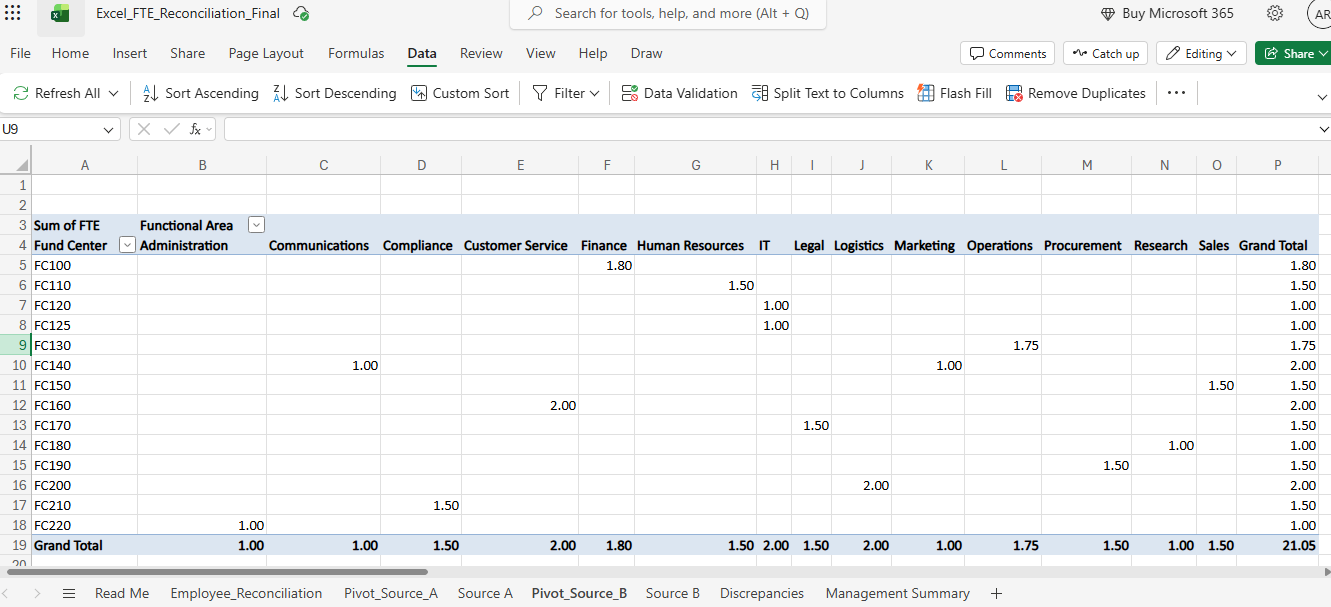 Excel_FTE_Reconciliation_Final
Search for tools, help, and more (Alt + Q)
Buy Microsoft 365
AR
File Home Insert Share Page Layout Formulas Data Review View Help Draw
Comments Catch up Editing Share
Refresh All Sort Ascending Sort Descending Custom Sort Filter Data Validation Split Text to Columns Flash Fill Remove Duplicates ...
U9 fx
A B C D E F G H I J K L M N O P
1
2
3 Sum of FTE Functional Area
4 Fund Center Administration Communications Compliance Customer Service Finance Human Resources IT Legal Logistics Marketing Operations Procurement Research Sales Grand Total
5 FC100 1.80 1.80
6 FC110 1.50 1.50
7 FC120 1.00 1.00
8 FC125 1.00 1.00
9 FC130 1.75 1.75
10 FC140 1.00 1.00 2.00
11 FC150 1.50 1.50
12 FC160 2.00 2.00
13 FC170 1.50 1.50
14 FC180 1.00 1.00
15 FC190 1.50 1.50
16 FC200 2.00 2.00
17 FC210 1.50 1.50
18 FC220 1.00 1.00
19 Grand Total 1.00 1.00 1.50 2.00 1.80 1.50 2.00 1.50 2.00 1.00 1.75 1.50 1.00 1.50 21.05
20
Read Me Employee_Reconciliation Pivot_Source_A Source A Pivot_Source_B Source B Discrepancies Management Summary +